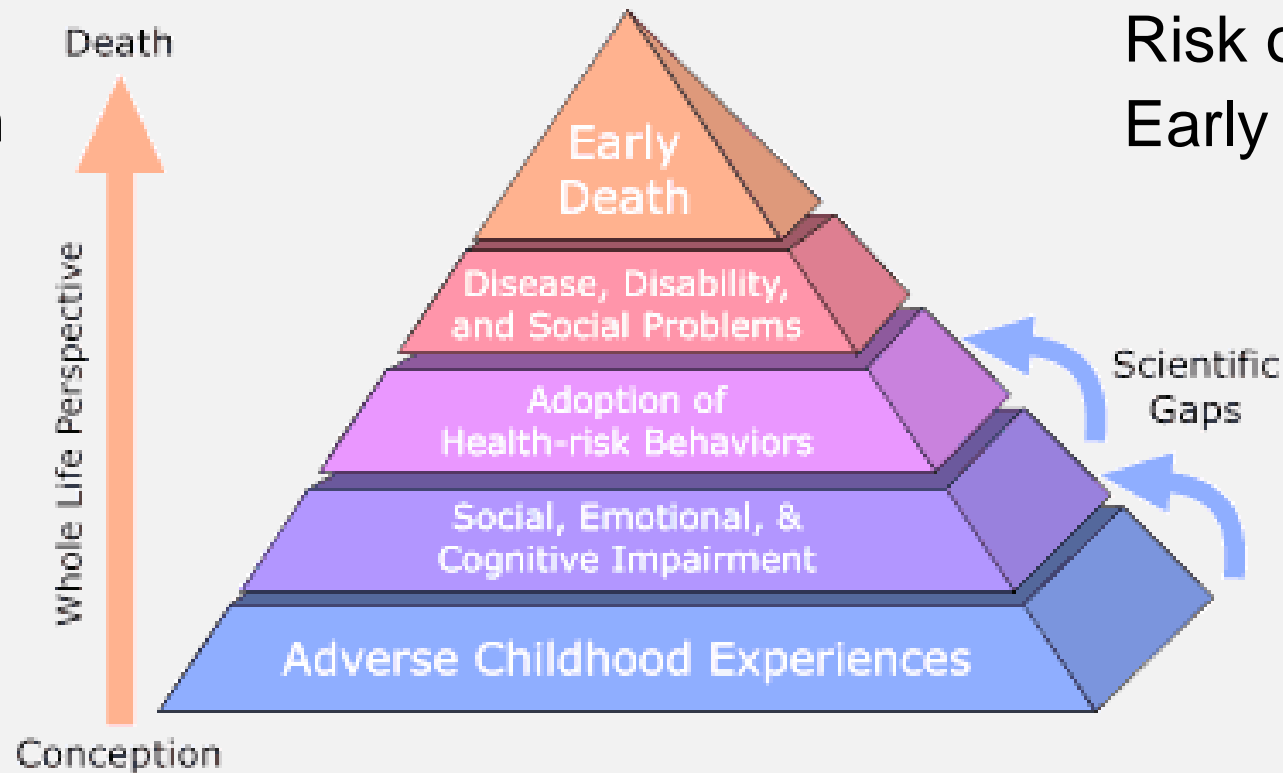 Death
Risk
Early
Early
Death
Disease, Disability,
and Social Problems
Adoption of
Health-risk Behaviors
Social, Emotional, &
Cognitive Impairment
Adverse Childhood Experiences
Scientific
Gaps
Whole Life Perspective
Conception